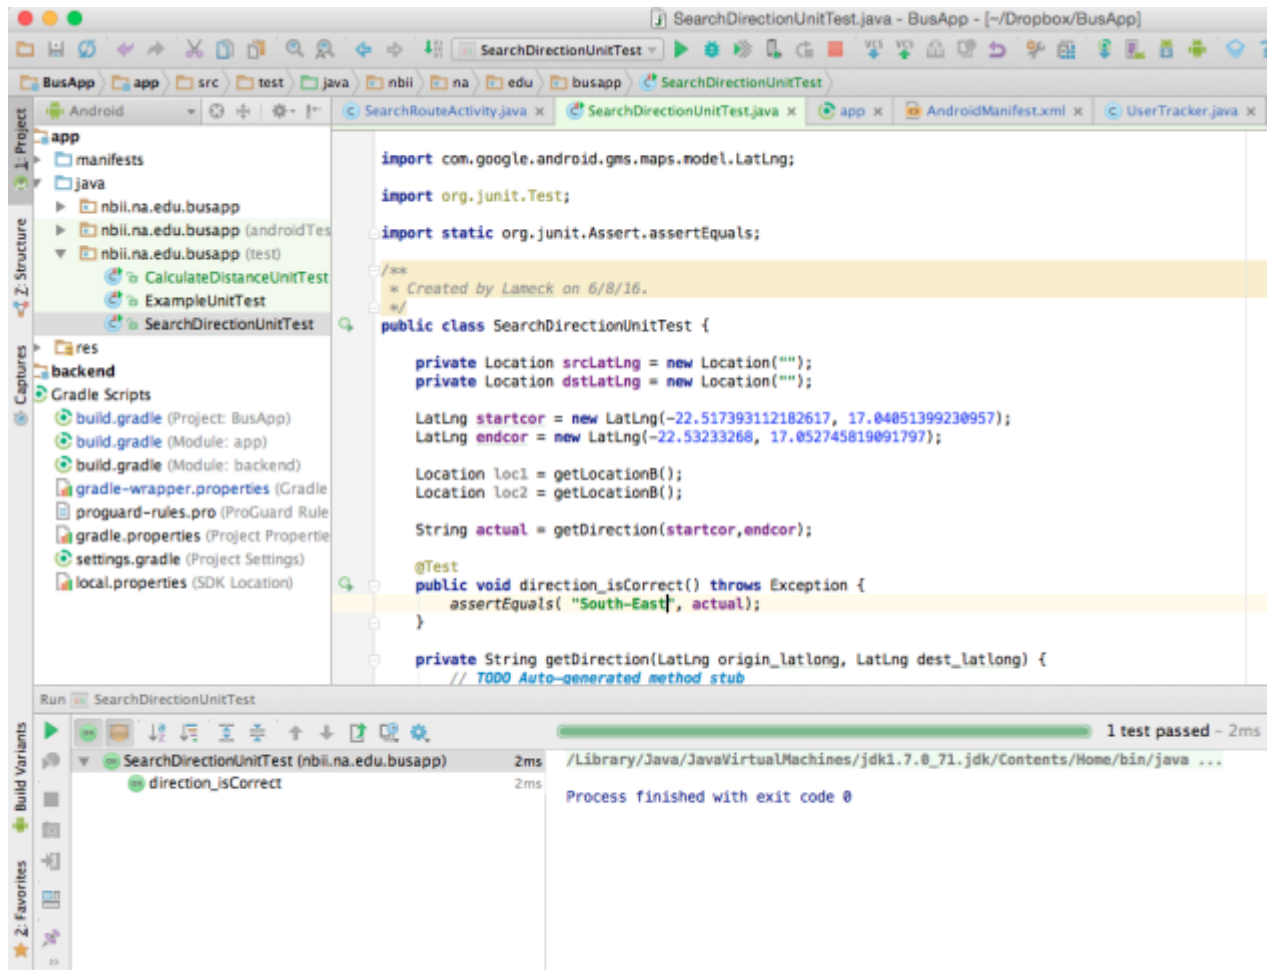 SearchDirectionUnitTest.java - BusApp - [~/Dropbox/BusApp]
SearchDirectionUnitTest
BusApp app src test java nbii na edu busapp SearchDirectionUnitTest
Android
SearchRouteActivity.java SearchDirectionUnitTest.java app AndroidManifest.xml UserTracker.java
1: Project
Z: Structure
Captures
Build Variants
2: Favorites
app
manifests
java
nbii.na.edu.busapp
nbii.na.edu.busapp (androidTes
nbii.na.edu.busapp (test)
CalculateDistanceUnitTest
ExampleUnitTest
SearchDirectionUnitTest
res
backend
Gradle Scripts
build.gradle (Project: BusApp)
build.gradle (Module: app)
build.gradle (Module: backend)
gradle-wrapper.properties (Gradle
proguard-rules.pro (ProGuard Rule
gradle.properties (Project Propertie
settings.gradle (Project Settings)
local.properties (SDK Location)
import com.google.android.gms.maps.model.LatLng;
import org.junit.Test;
import static org.junit.Assert.assertEquals;
/**
* Created by Lameck on 6/8/16.
*/
public class SearchDirectionUnitTest {
private Location srcLatLng = new Location("");
private Location dstLatLng = new Location("");
LatLng startcor = new LatLng(-22.517393112182617, 17.04051399230957);
LatLng endcor = new LatLng(-22.53233268, 17.052745819091797);
Location loc1 = getLocationB();
Location loc2 = getLocationB();
String actual = getDirection(startcor,endcor);
@Test
public void direction_isCorrect() throws Exception {
assertEquals( "South-East", actual);
}
private String getDirection(LatLng origin_latlong, LatLng dest_latlong) {
// TODO Auto-generated method stub
Run SearchDirectionUnitTest
1 test passed - 2ms
SearchDirectionUnitTest (nbii.na.edu.busapp) 2ms
direction_isCorrect 2ms
/Library/Java/JavaVirtualMachines/jdk1.7.0_71.jdk/Contents/Home/bin/java ...
Process finished with exit code 0